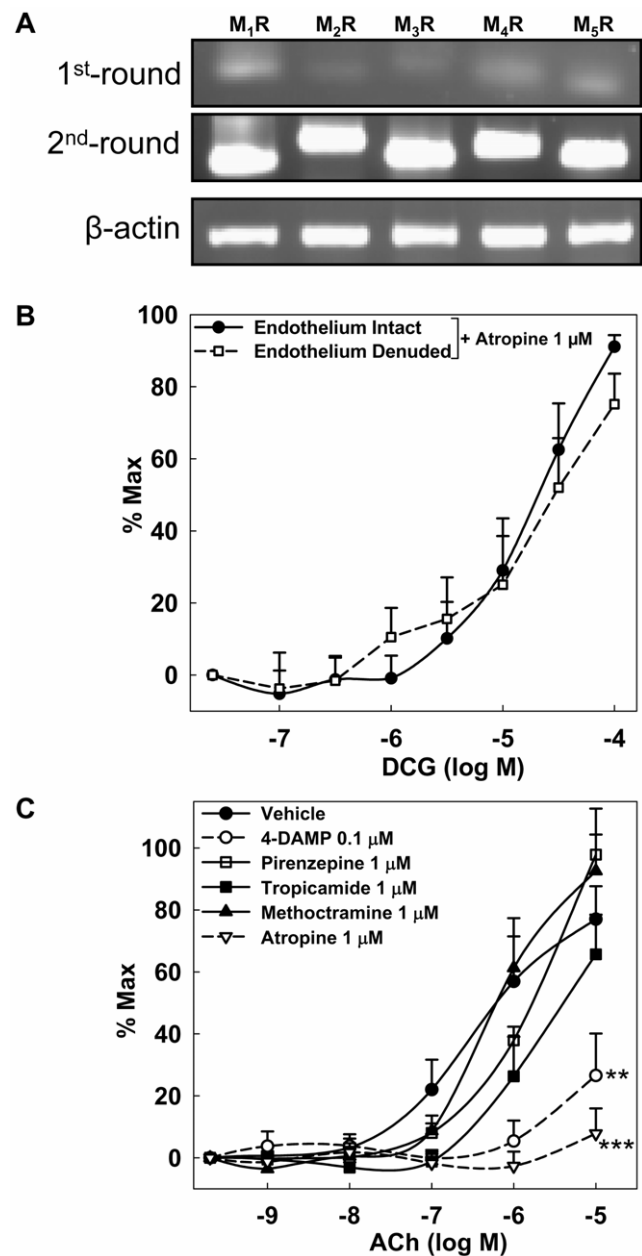 A
M₁R M₂R M₃R M₄R M₅R
1ˢᵗ-round
2ⁿᵈ-round
β-actin
B
100
80
60
40
20
0
% Max
Endothelium Intact
Endothelium Denuded
+ Atropine 1 µM
-7 -6 -5 -4
DCG (log M)
C
100
80
60
40
20
0
% Max
Vehicle
4-DAMP 0.1 µM
Pirenzepine 1 µM
Tropicamide 1 µM
Methoctramine 1 µM
Atropine 1 µM
**
***
-9 -8 -7 -6 -5
ACh (log M)